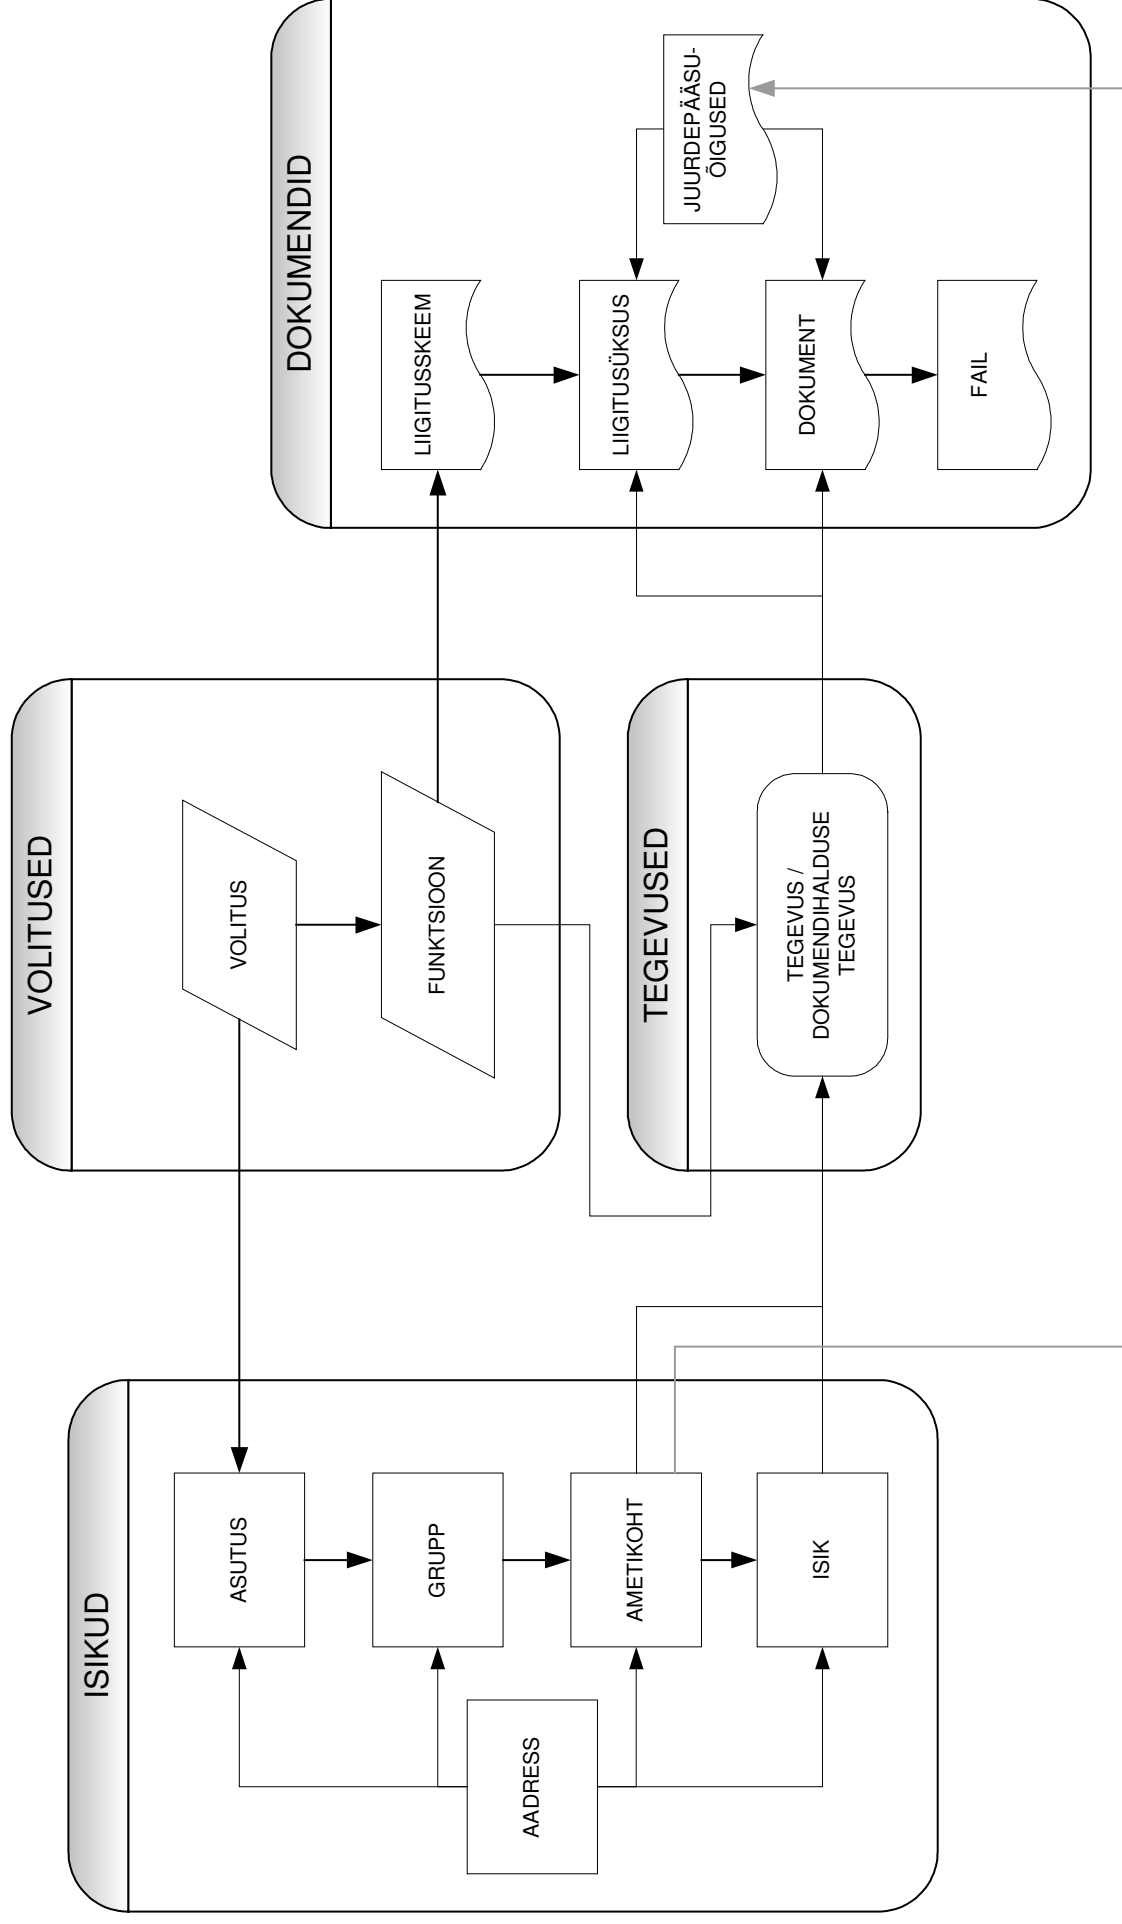 ISIKUD
AADRESS
ASUTUS
GRUPP
AMETIKOHT
ISIK
VOLITUSED
VOLITUS
FUNKTSIOON
TEGEVUSED
TEGEVUS /
DOKUMENDIHALDUSE
TEGEVUS
DOKUMENDID
LIIGITUSSKEEM
LIIGITUSÜKSUS
DOKUMENT
FAIL
JUURDEPÄÄSU-
ÕIGUSED